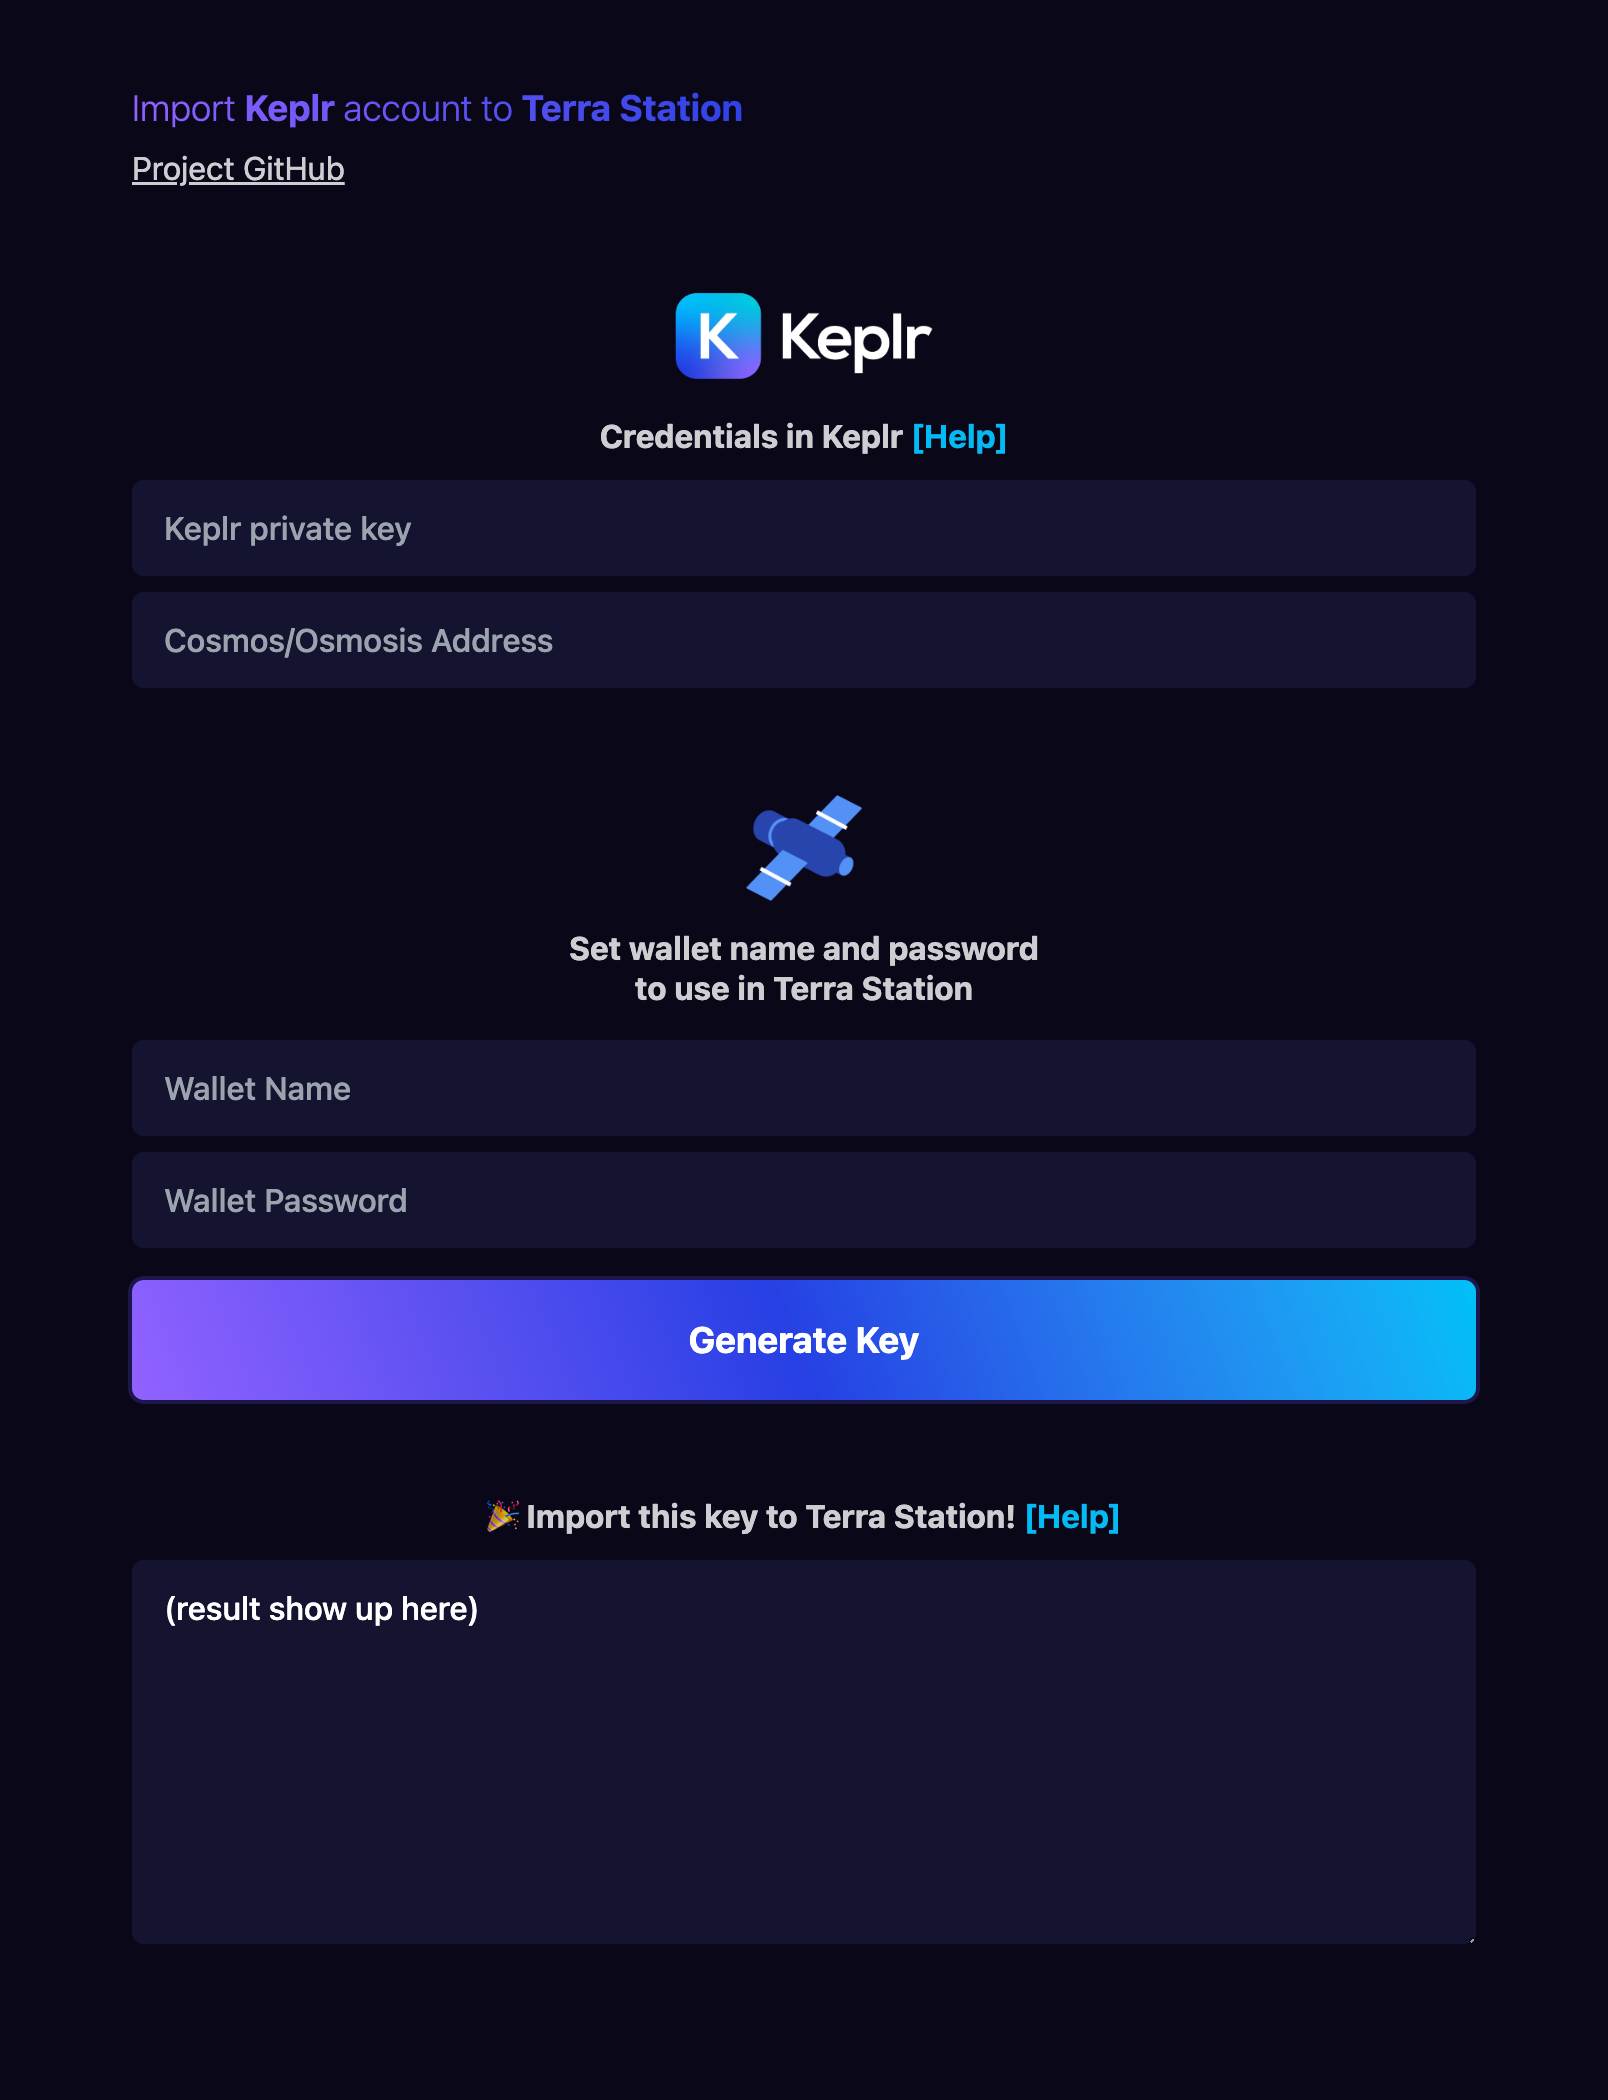 Import Keplr account to Terra Station
Project GitHub
K Keplr
Credentials in Keplr [Help]
Keplr private key
Cosmos/Osmosis Address
Set wallet name and password
to use in Terra Station
Wallet Name
Wallet Password
Generate Key
🎉 Import this key to Terra Station! [Help]
(result show up here)